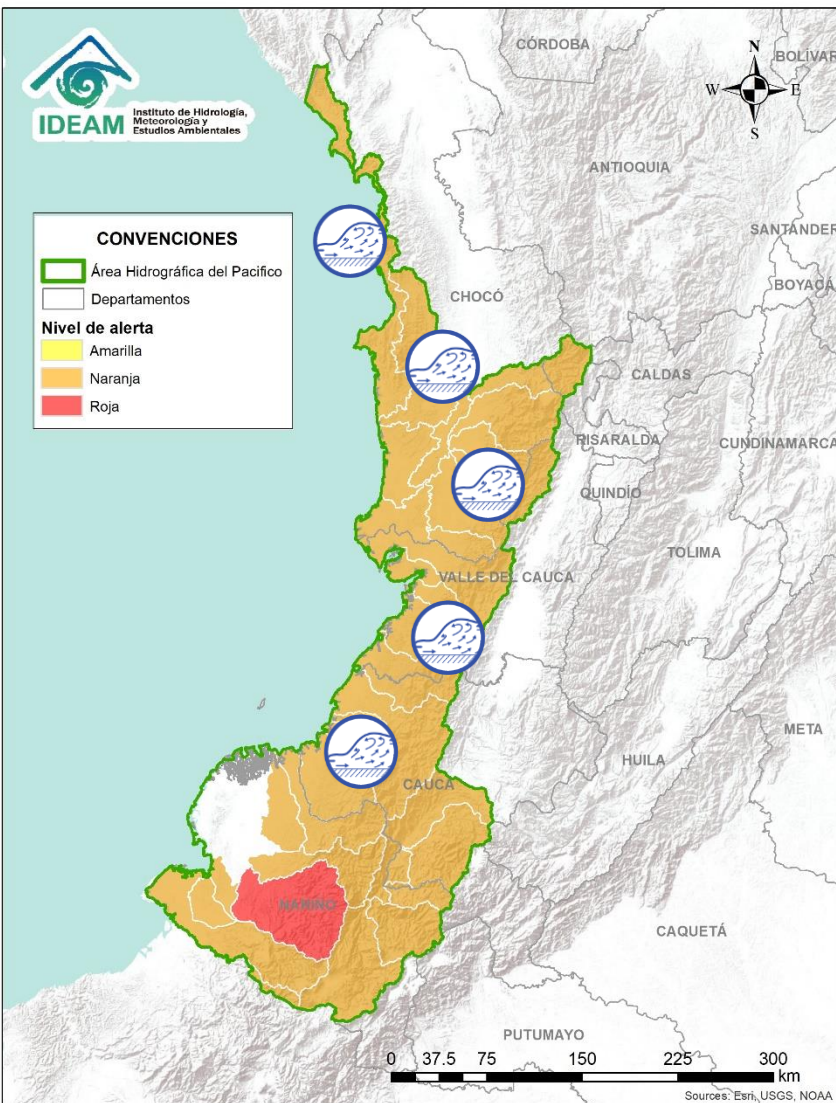 IDEAM
Instituto de Hidrología,
Meteorología y
Estudios Ambientales
CÓRDOBA
BOLÍVAR
N
W
E
S
ANTIOQUIA
SANTANDER
BOYACÁ
CONVENCIONES
Área Hidrográfica del Pacifico
Departamentos
Nivel de alerta
Amarilla
Naranja
Roja
CHOCÓ
CALDAS
RISARALDA
CUNDINAMARCA
QUINDÍO
TOLIMA
VALLE DEL CAUCA
META
HUILA
CAUCA
NARIÑO
CAQUETÁ
PUTUMAYO
0 37.5 75 150 225 300
km
Sources: Esri, USGS, NOAA